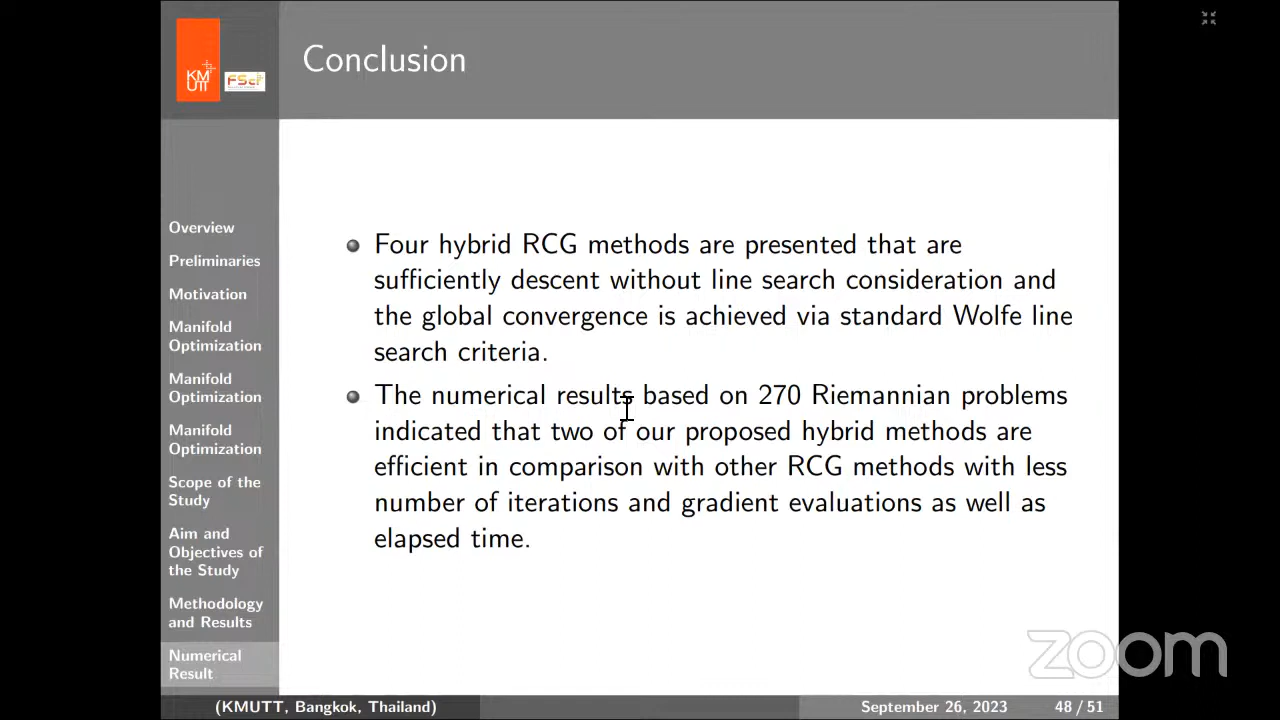 KM
UTT
FSci
Conclusion
Overview
Preliminaries
Motivation
Manifold
Optimization
Manifold
Optimization
Manifold
Optimization
Scope of the
Study
Aim and
Objectives of
the Study
Methodology
and Results
Numerical
Result
Four hybrid RCG methods are presented that are
sufficiently descent without line search consideration and
the global convergence is achieved via standard Wolfe line
search criteria.
The numerical results based on 270 Riemannian problems
indicated that two of our proposed hybrid methods are
efficient in comparison with other RCG methods with less
number of iterations and gradient evaluations as well as
elapsed time.
zoom
(KMUTT, Bangkok, Thailand)
September 26, 2023
48 / 51